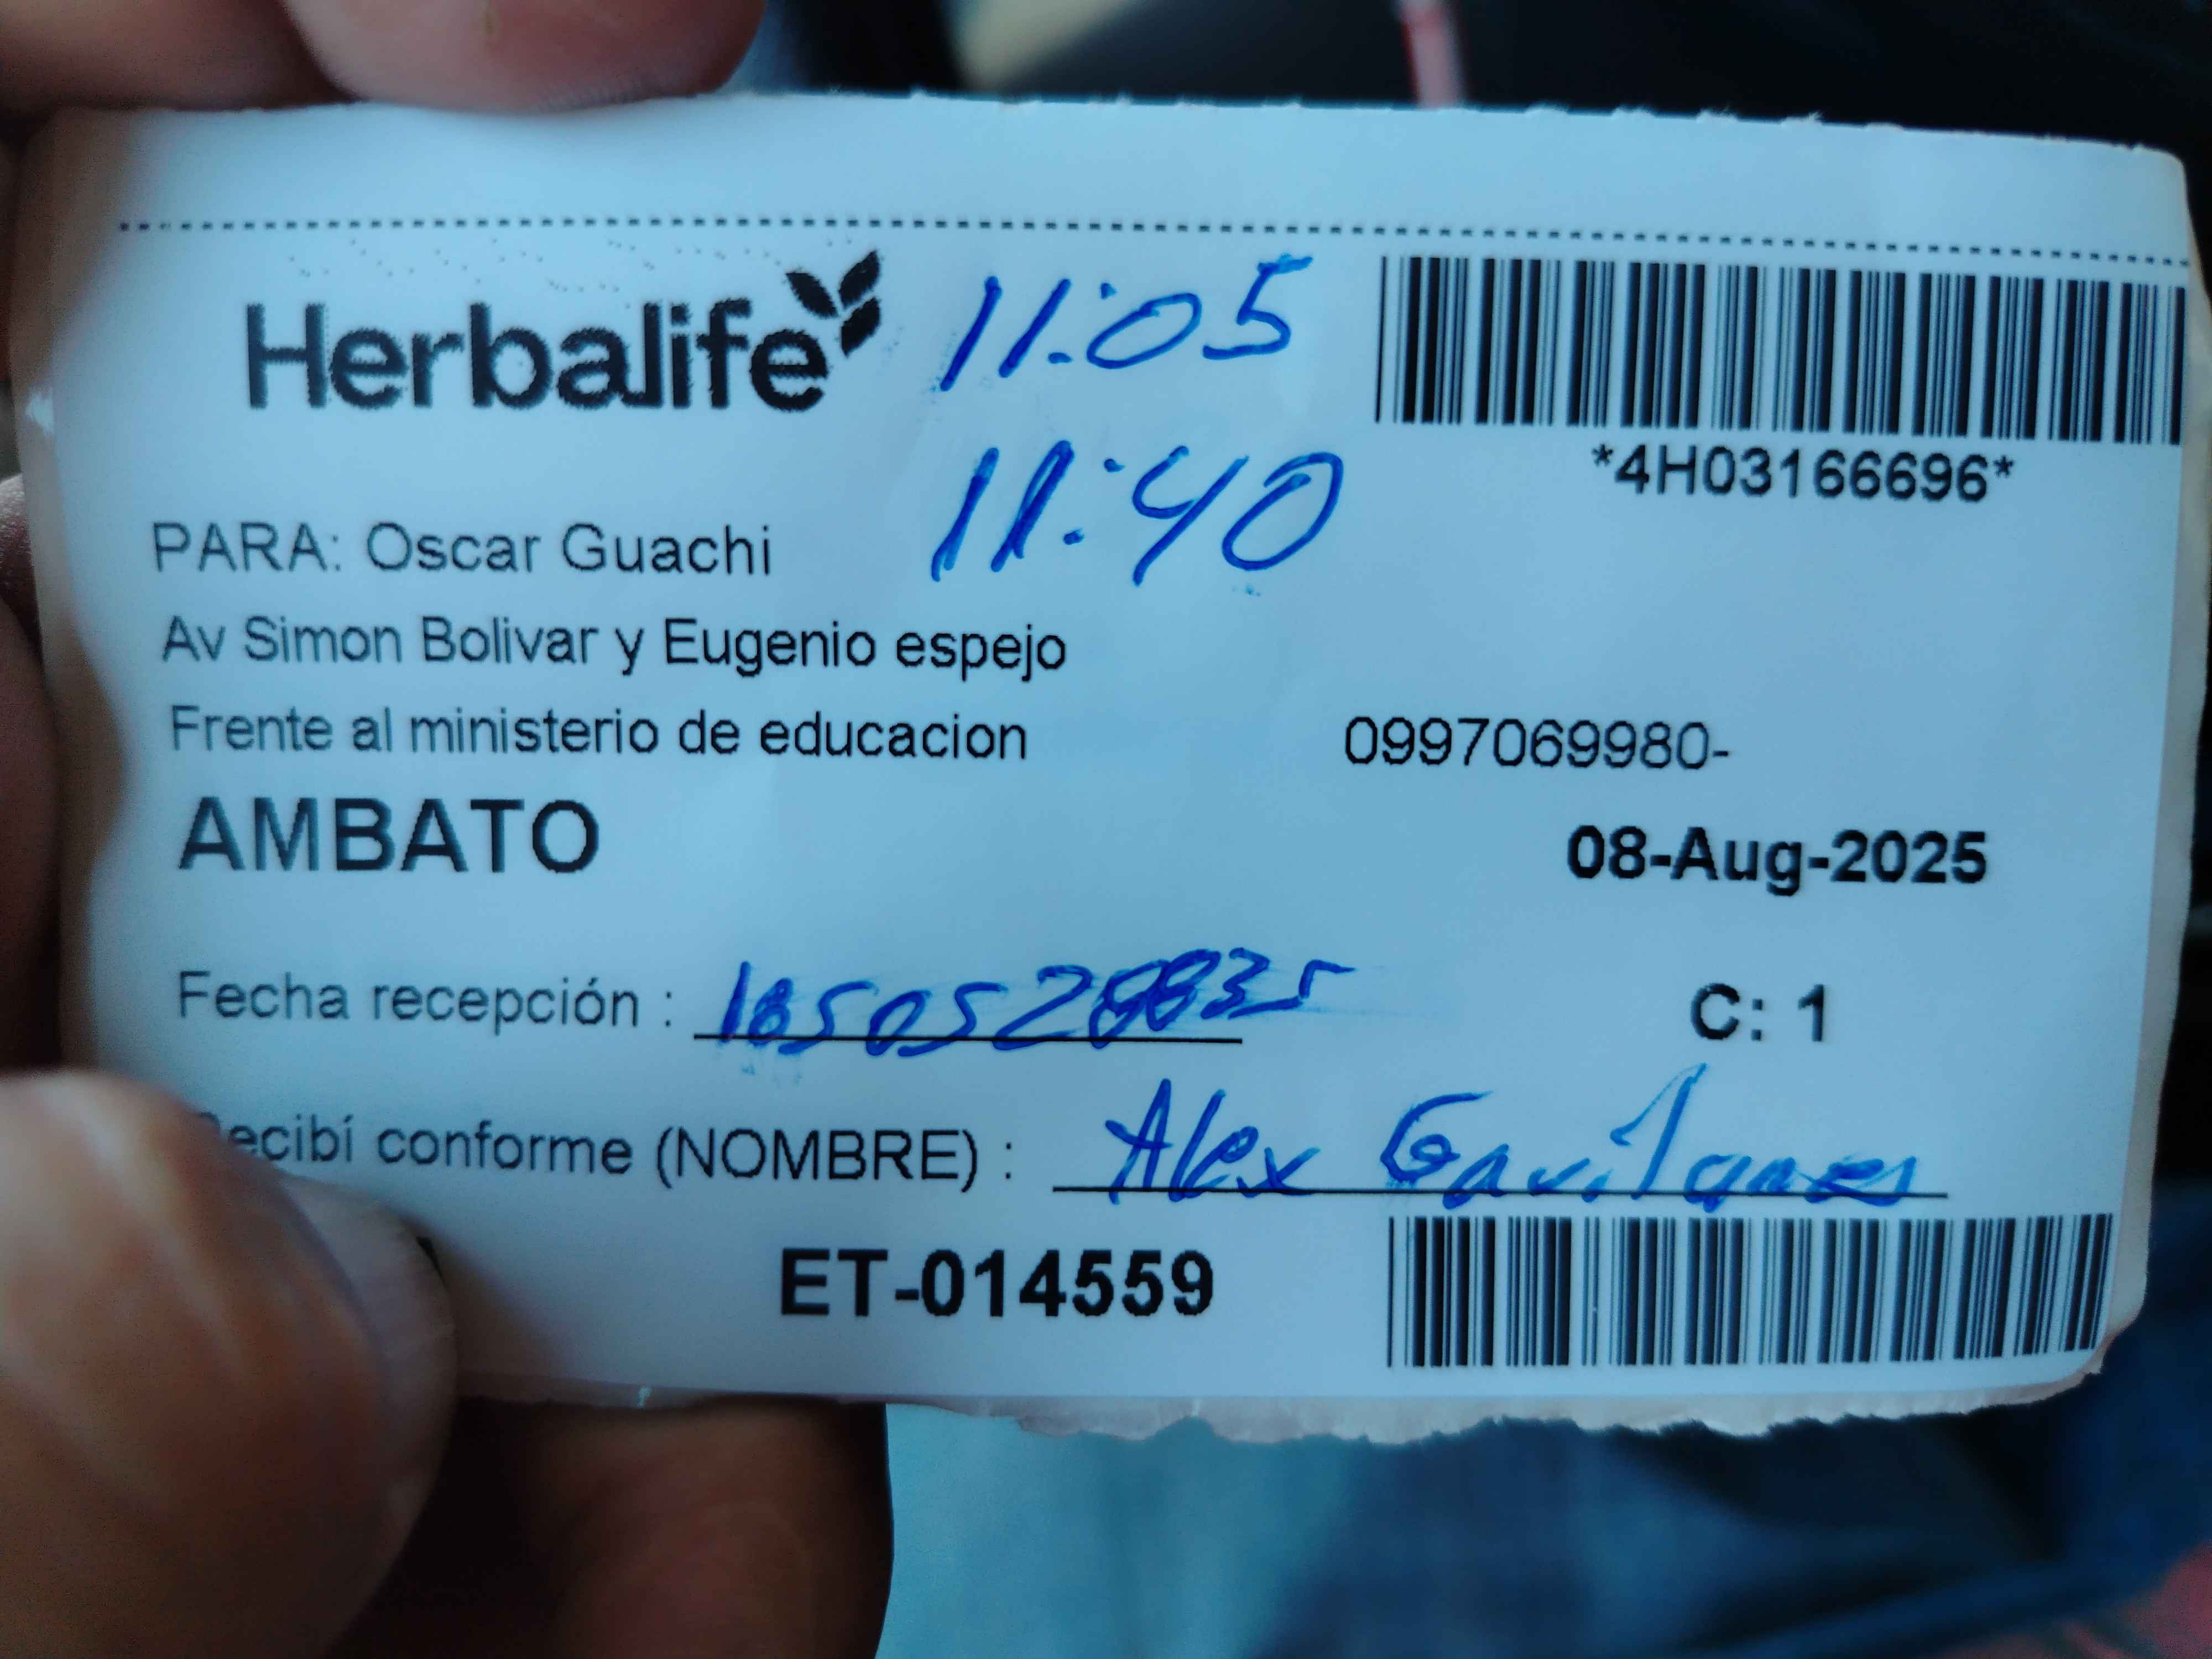 Herbalife
11:05
11:40
*4H03166696*
PARA: Oscar Guachi
Av Simon Bolivar y Eugenio espejo
Frente al ministerio de educacion 0997069980-
AMBATO
08-Aug-2025
Fecha recepción :
C: 1
conforme (NOMBRE) : Alex Gavilanes
ET-014559